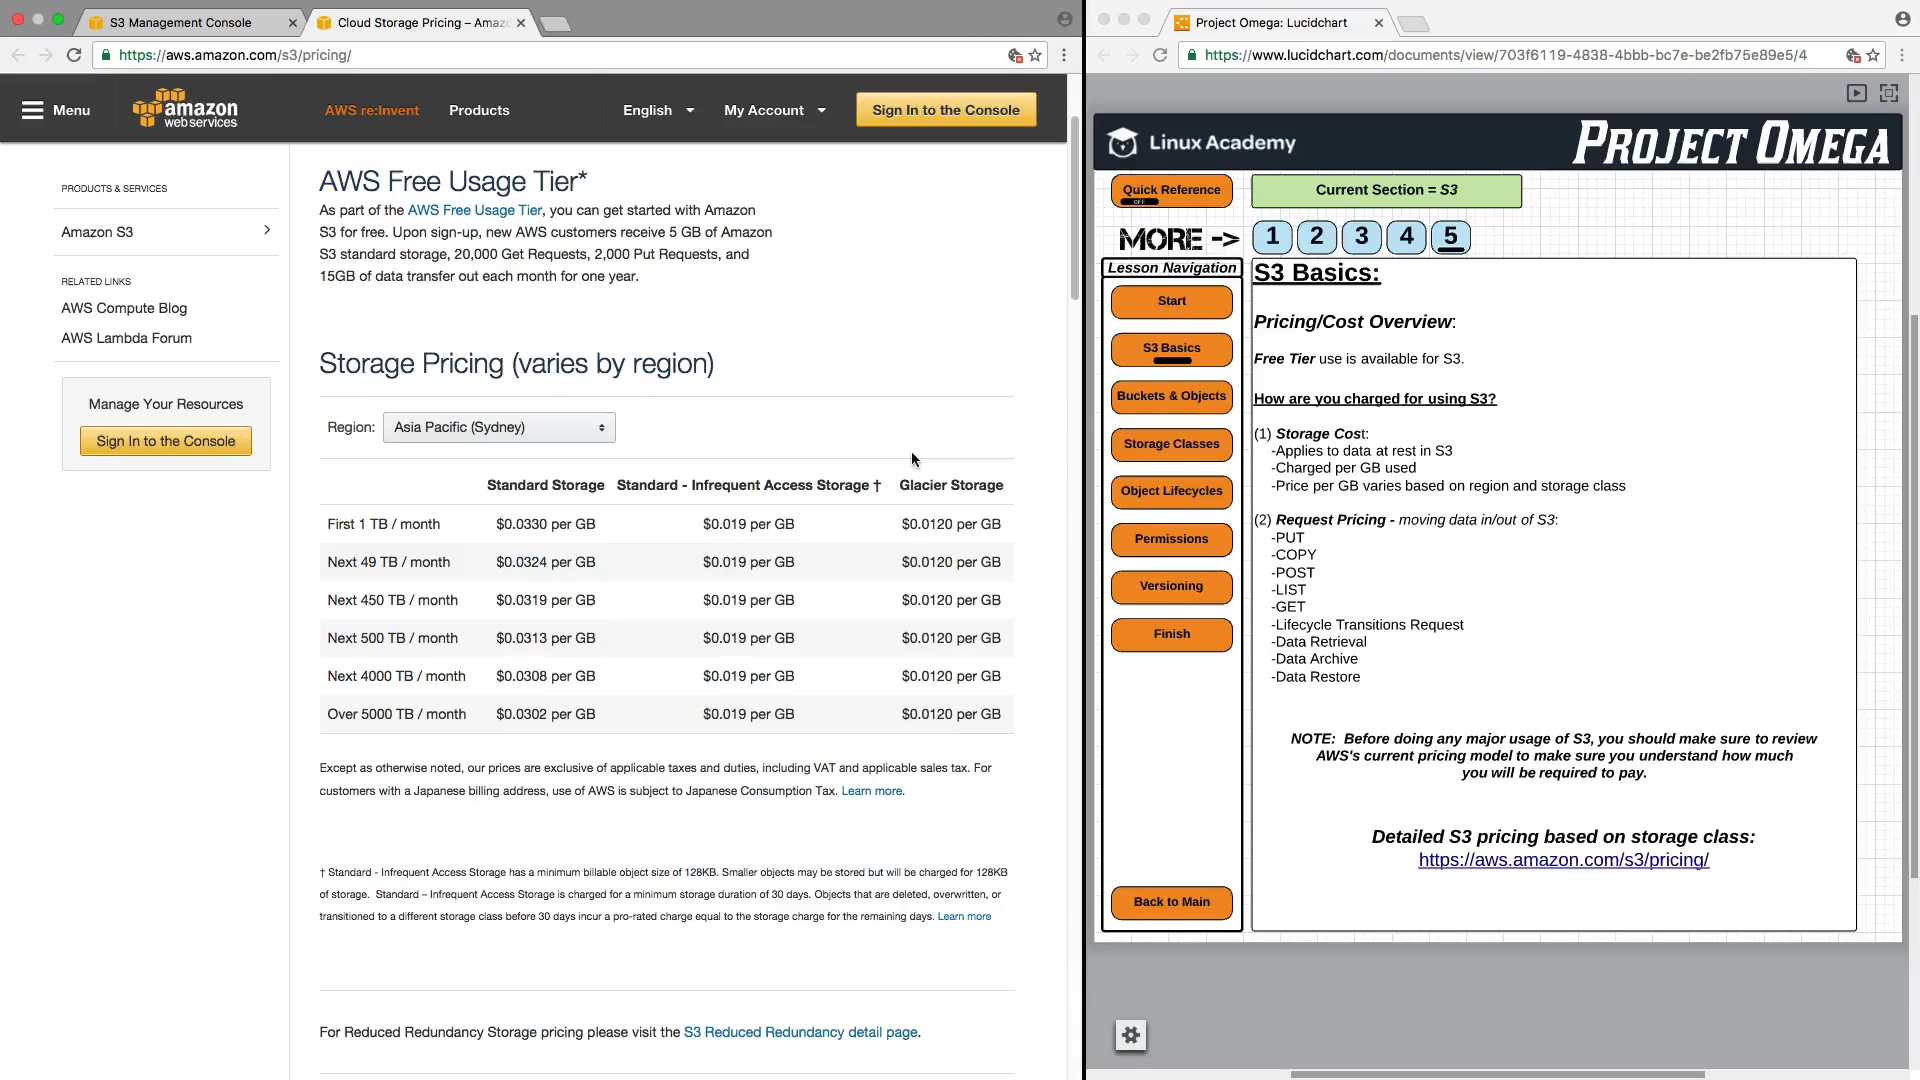 S3 Management Console
Cloud Storage Pricing – Amaz
https://aws.amazon.com/s3/pricing/
Menu
amazon
web services
AWS re:Invent
Products
English
My Account
Sign In to the Console
PRODUCTS & SERVICES
Amazon S3
RELATED LINKS
AWS Compute Blog
AWS Lambda Forum
Manage Your Resources
Sign In to the Console
AWS Free Usage Tier*
As part of the AWS Free Usage Tier, you can get started with Amazon
S3 for free. Upon sign-up, new AWS customers receive 5 GB of Amazon
S3 standard storage, 20,000 Get Requests, 2,000 Put Requests, and
15GB of data transfer out each month for one year.
Storage Pricing (varies by region)
Region: Asia Pacific (Sydney)
Standard Storage Standard - Infrequent Access Storage † Glacier Storage
First 1 TB / month $0.0330 per GB $0.019 per GB $0.0120 per GB
Next 49 TB / month $0.0324 per GB $0.019 per GB $0.0120 per GB
Next 450 TB / month $0.0319 per GB $0.019 per GB $0.0120 per GB
Next 500 TB / month $0.0313 per GB $0.019 per GB $0.0120 per GB
Next 4000 TB / month $0.0308 per GB $0.019 per GB $0.0120 per GB
Over 5000 TB / month $0.0302 per GB $0.019 per GB $0.0120 per GB
Except as otherwise noted, our prices are exclusive of applicable taxes and duties, including VAT and applicable sales tax. For
customers with a Japanese billing address, use of AWS is subject to Japanese Consumption Tax. Learn more.
† Standard - Infrequent Access Storage has a minimum billable object size of 128KB. Smaller objects may be stored but will be charged for 128KB
of storage. Standard – Infrequent Access Storage is charged for a minimum storage duration of 30 days. Objects that are deleted, overwritten, or
transitioned to a different storage class before 30 days incur a pro-rated charge equal to the storage charge for the remaining days. Learn more
For Reduced Redundancy Storage pricing please visit the S3 Reduced Redundancy detail page.
Project Omega: Lucidchart
https://www.lucidchart.com/documents/view/703f6119-4838-4bbb-bc7e-be2fb75e89e5/4
Linux Academy
PROJECT OMEGA
Quick Reference
OFF
Current Section = S3
MORE ->
1 2 3 4 5
Lesson Navigation
Start
S3 Basics
Buckets & Objects
Storage Classes
Object Lifecycles
Permissions
Versioning
Finish
Back to Main
S3 Basics:
Pricing/Cost Overview:
Free Tier use is available for S3.
How are you charged for using S3?
(1) Storage Cost:
-Applies to data at rest in S3
-Charged per GB used
-Price per GB varies based on region and storage class
(2) Request Pricing - moving data in/out of S3:
-PUT
-COPY
-POST
-LIST
-GET
-Lifecycle Transitions Request
-Data Retrieval
-Data Archive
-Data Restore
NOTE: Before doing any major usage of S3, you should make sure to review
AWS's current pricing model to make sure you understand how much
you will be required to pay.
Detailed S3 pricing based on storage class:
https://aws.amazon.com/s3/pricing/